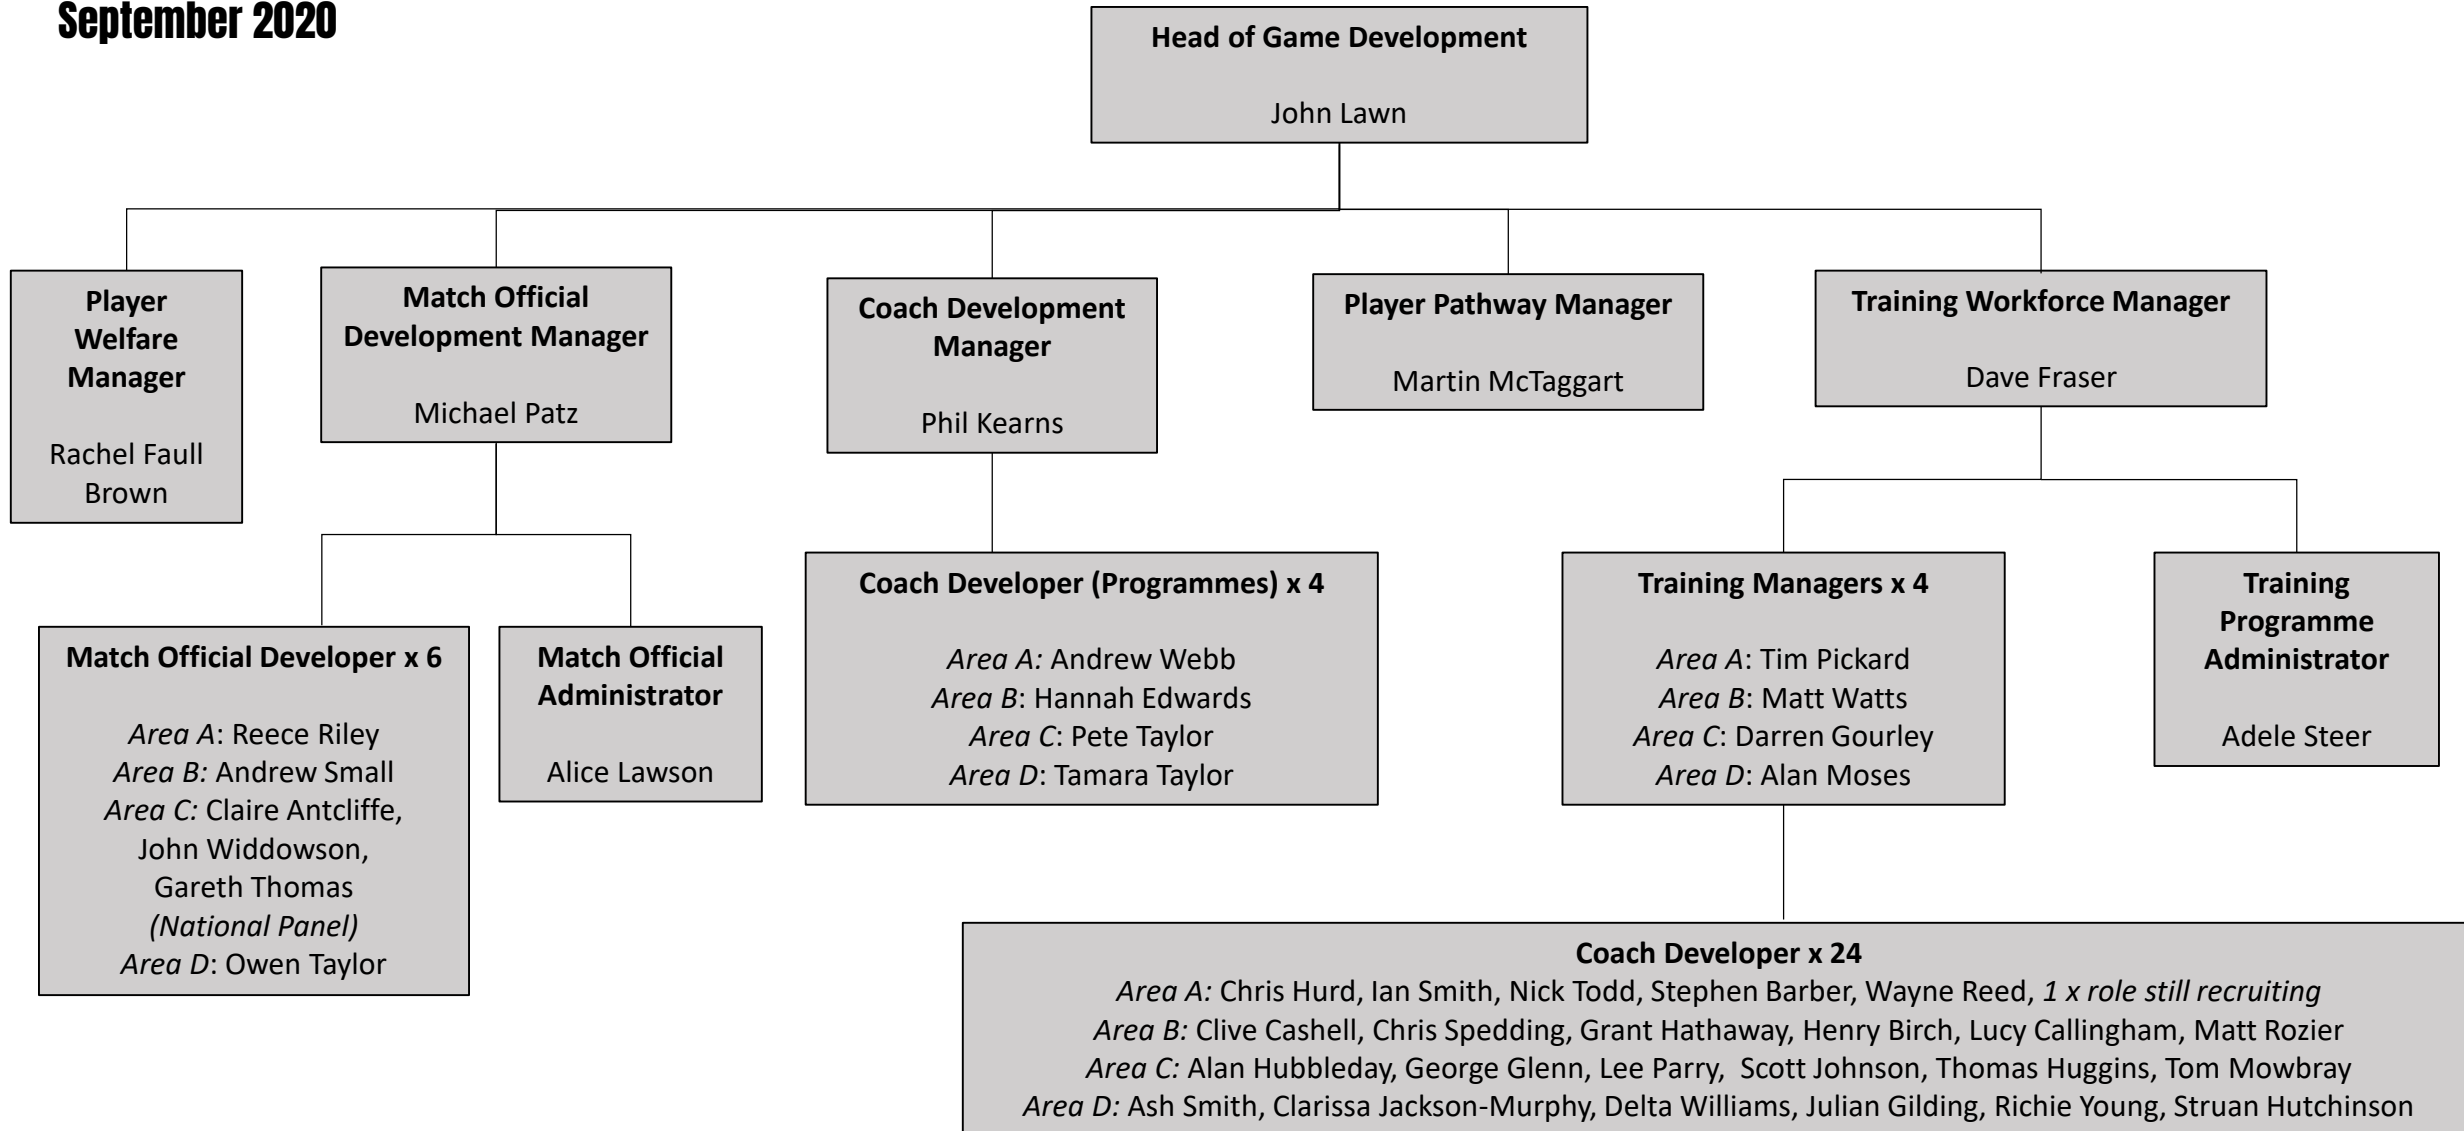 September 2020
Head of Game Development
John Lawn
Player
Welfare
Manager
Rachel Faull
Brown
Match Official
Development Manager
Michael Patz
Coach Development
Manager
Phil Kearns
Player Pathway Manager
Martin McTaggart
Training Workforce Manager
Dave Fraser
Match Official Developer x 6
Area A: Reece Riley
Area B: Andrew Small
Area C: Claire Antcliffe,
John Widdowson,
Gareth Thomas
(National Panel)
Area D: Owen Taylor
Match Official
Administrator
Alice Lawson
Coach Developer (Programmes) x 4
Area A: Andrew Webb
Area B: Hannah Edwards
Area C: Pete Taylor
Area D: Tamara Taylor
Training Managers x 4
Area A: Tim Pickard
Area B: Matt Watts
Area C: Darren Gourley
Area D: Alan Moses
Training
Programme
Administrator
Adele Steer
Coach Developer x 24
Area A: Chris Hurd, Ian Smith, Nick Todd, Stephen Barber, Wayne Reed, 1 x role still recruiting
Area B: Clive Cashell, Chris Spedding, Grant Hathaway, Henry Birch, Lucy Callingham, Matt Rozier
Area C: Alan Hubbleday, George Glenn, Lee Parry, Scott Johnson, Thomas Huggins, Tom Mowbray
Area D: Ash Smith, Clarissa Jackson-Murphy, Delta Williams, Julian Gilding, Richie Young, Struan Hutchinson